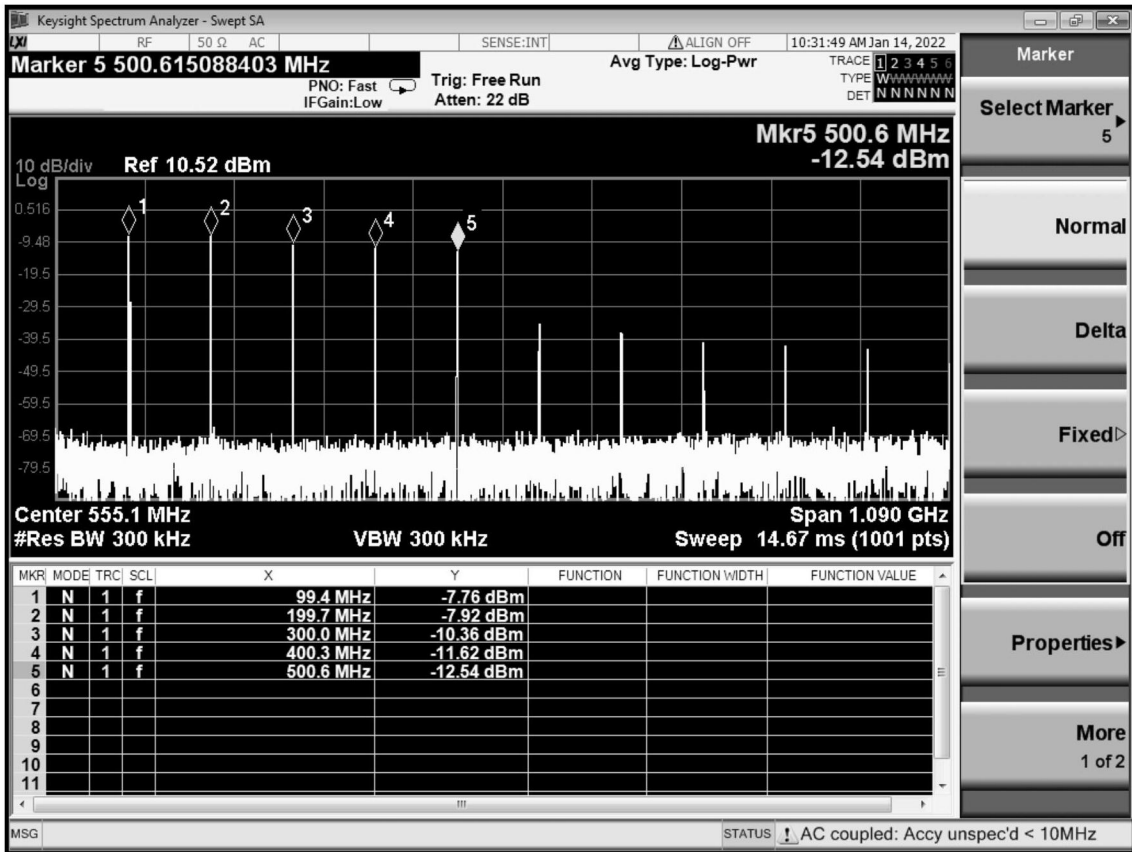 Keysight Spectrum Analyzer - Swept SA
LXI RF 50 Ω AC SENSE:INT ALIGN OFF 10:31:49 AM Jan 14, 2022
Marker 5 500.615088403 MHz
PNO: Fast
IFGain:Low
Trig: Free Run
Atten: 22 dB
Avg Type: Log-Pwr
TRACE 1 2 3 4 5 6
TYPE WWWWWWW
DET N N N N N N
Mkr5 500.6 MHz
-12.54 dBm
10 dB/div Ref 10.52 dBm
Log
0.516
-9.48
-19.5
-29.5
-39.5
-49.5
-59.5
-69.5
-79.5
1 2 3 4 5
Center 555.1 MHz Span 1.090 GHz
#Res BW 300 kHz VBW 300 kHz Sweep 14.67 ms (1001 pts)
MKR MODE TRC SCL X Y FUNCTION FUNCTION WIDTH FUNCTION VALUE
1 N 1 f 99.4 MHz -7.76 dBm
2 N 1 f 199.7 MHz -7.92 dBm
3 N 1 f 300.0 MHz -10.36 dBm
4 N 1 f 400.3 MHz -11.62 dBm
5 N 1 f 500.6 MHz -12.54 dBm
6
7
8
9
10
11
MSG STATUS AC coupled: Accy unspec'd < 10MHz
Marker
Select Marker
5
Normal
Delta
Fixed
Off
Properties
More
1 of 2